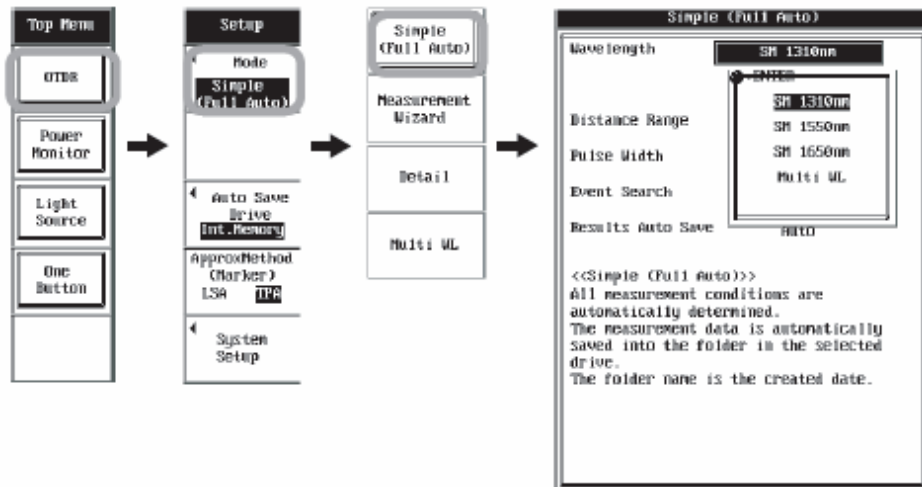 Top Menu
OTDR
Power
Monitor
Light
Source
One
Button
Setup
Mode
Simple
(Full Auto)
Auto Save
Drive
Int.Memory
ApproxMethod
(Marker)
LSA TPA
System
Setup
Simple
(Full Auto)
Measurement
Wizard
Detail
Multi WL
Simple (Full Auto)
Wavelength SM 1310nm
ENTER
SM 1310nm
SM 1550nm
SM 1650nm
Multi WL
Distance Range
Pulse Width
Event Search
Results Auto Save Auto
<<Simple (Full Auto)>>
All measurement conditions are
automatically determined.
The measurement data is automatically
saved into the folder in the selected
drive.
The folder name is the created date.